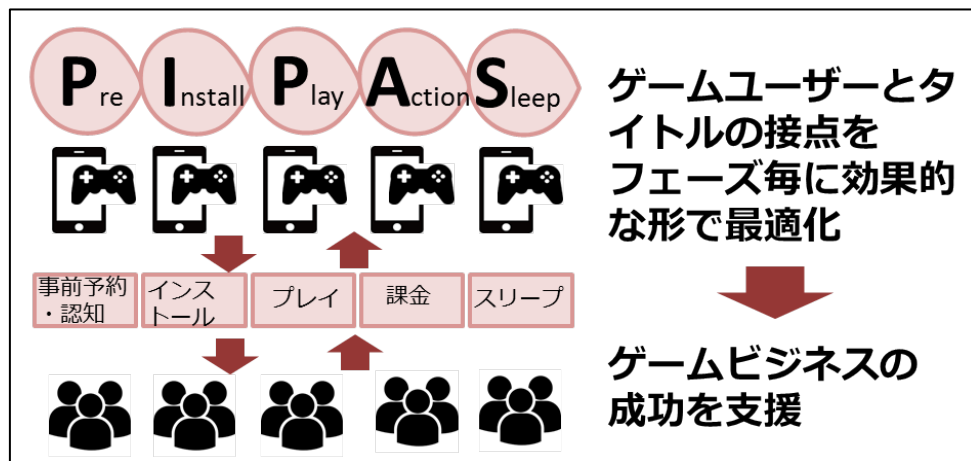 Pre Install Play Action Sleep
事前予約
・認知
インス
トール
プレイ
課金
スリープ
ゲームユーザーとタ
イトルの接点を
フェーズ毎に効果的
な形で最適化
ゲームビジネスの
成功を支援